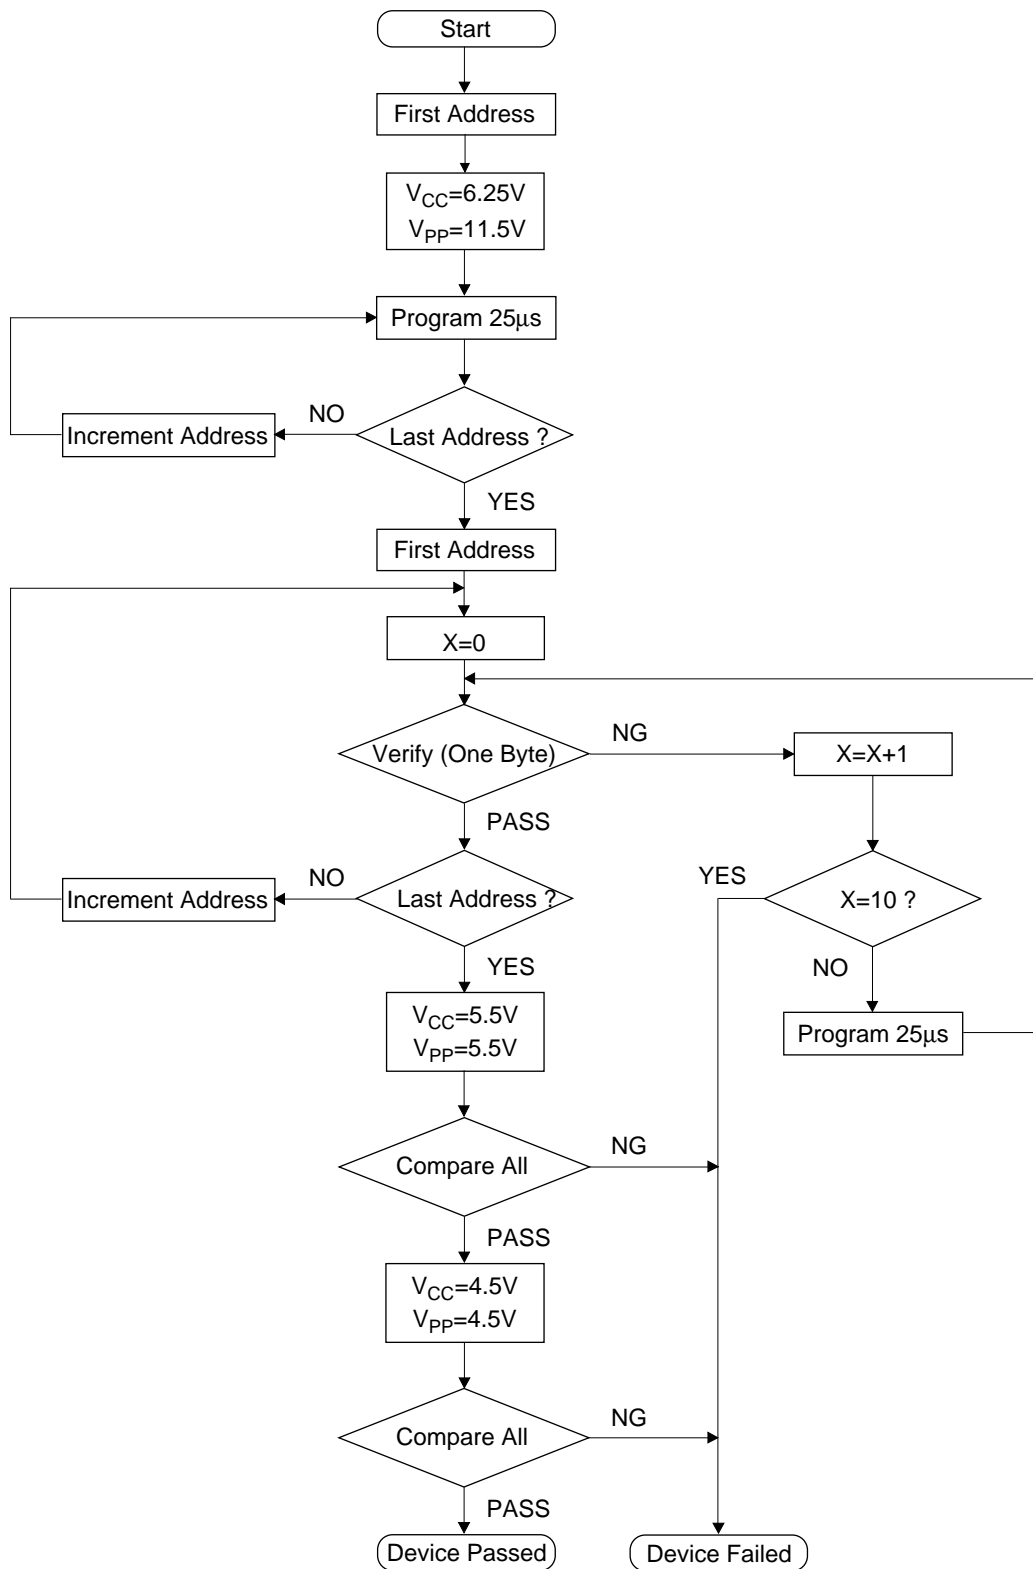 Start
First Address
VCC=6.25V
VPP=11.5V
Program 25μs
NO
Increment Address
Last Address ?
YES
First Address
X=0
NG
Verify (One Byte)
X=X+1
PASS
NO
YES
Increment Address
Last Address ?
X=10 ?
YES
NO
VCC=5.5V
VPP=5.5V
Program 25μs
NG
Compare All
PASS
VCC=4.5V
VPP=4.5V
NG
Compare All
PASS
Device Passed
Device Failed